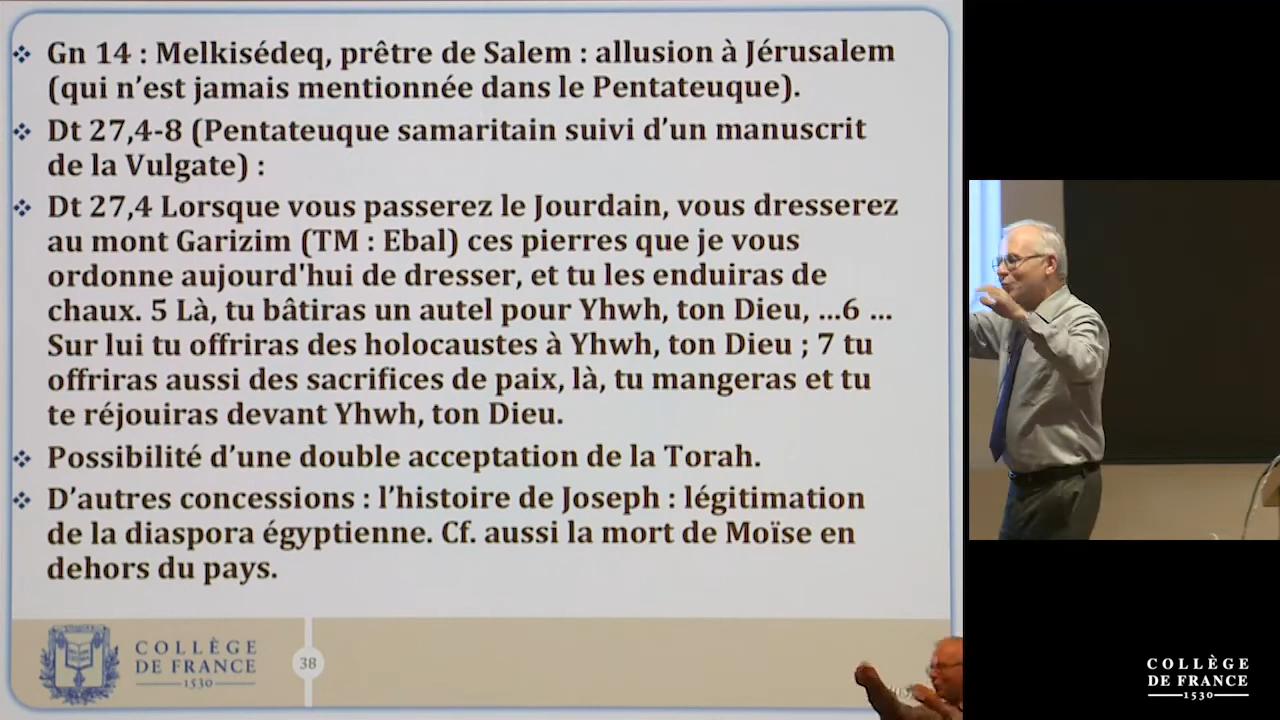 Gn 14 : Melkisédeq, prêtre de Salem : allusion à Jérusalem
(qui n’est jamais mentionnée dans le Pentateuque).
Dt 27,4-8 (Pentateuque samaritain suivi d’un manuscrit
de la Vulgate) :
Dt 27,4 Lorsque vous passerez le Jourdain, vous dresserez
au mont Garizim (TM : Ebal) ces pierres que je vous
ordonne aujourd'hui de dresser, et tu les enduiras de
chaux. 5 Là, tu bâtiras un autel pour Yhwh, ton Dieu, ...6 ...
Sur lui tu offriras des holocaustes à Yhwh, ton Dieu ; 7 tu
offriras aussi des sacrifices de paix, là, tu mangeras et tu
te réjouiras devant Yhwh, ton Dieu.
Possibilité d’une double acceptation de la Torah.
D’autres concessions : l’histoire de Joseph : légitimation
de la diaspora égyptienne. Cf. aussi la mort de Moïse en
dehors du pays.
COLLÈGE
DE FRANCE
1530
38
COLLÈGE
DE FRANCE
1530